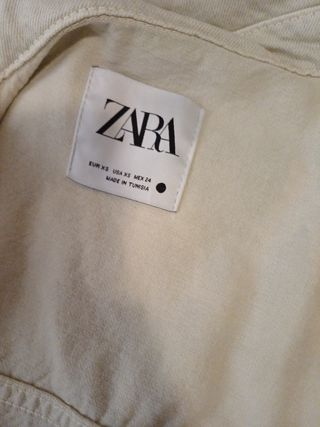 ZARA
EUR XS USA XS MEX 24
MADE IN TUNISIA